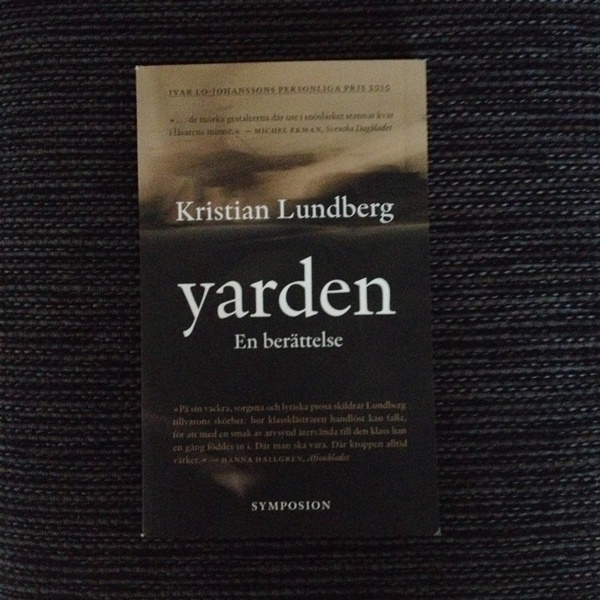 IVAR LO-JOHANSSONS PERSONLIGA PRIS 2010
»... de mörka gestalterna där ute i snömörkret stannar kvar
i läsarens minne.« — MICHEL EKMAN, Svenska Dagbladet
Kristian Lundberg
yarden
En berättelse
»På sin vackra, sorgsna och lyriska prosa skildrar Lundberg
tillvarons skörhet: hur klassklättraren handlöst kan falla,
för att med en smak av arvsynd återvända till den klass han
en gång föddes in i. Där man ska vara. Där kroppen alltid
värker.« — HANNA HALLGREN, Aftonbladet
SYMPOSION